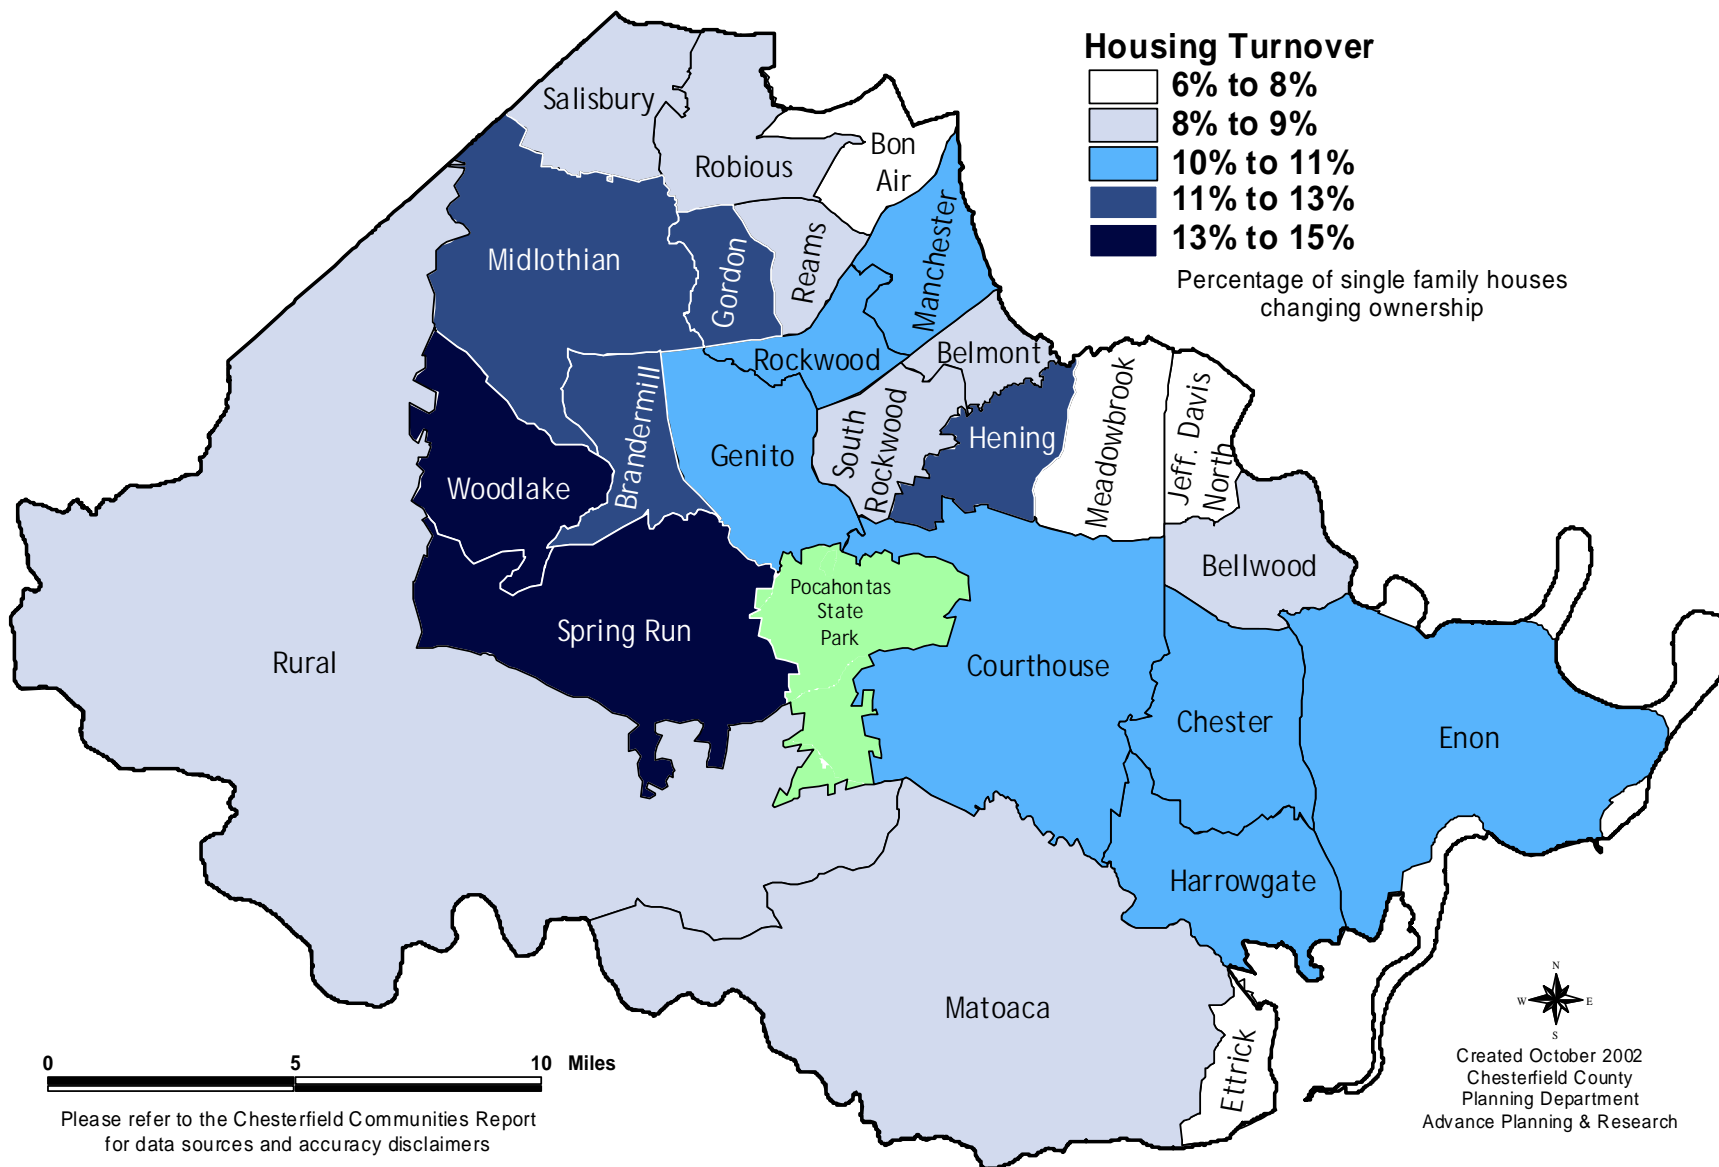 Housing Turnover
6% to 8%
8% to 9%
10% to 11%
11% to 13%
13% to 15%
Percentage of single family houses
changing ownership
Salisbury
Robious
Bon
Air
Midlothian
Gordon
Reams
Manchester
Rockwood
Belmont
Brandermill
Genito
South
Rockwood
Hening
Meadowbrook
Jeff. Davis
North
Woodlake
Bellwood
Pocahontas
State
Park
Spring Run
Rural
Courthouse
Chester
Enon
Harrowgate
Matoaca
Ettrick
N
W
E
S
0
5
10
Miles
Please refer to the Chesterfield Communities Report
for data sources and accuracy disclaimers
Created October 2002
Chesterfield County
Planning Department
Advance Planning & Research